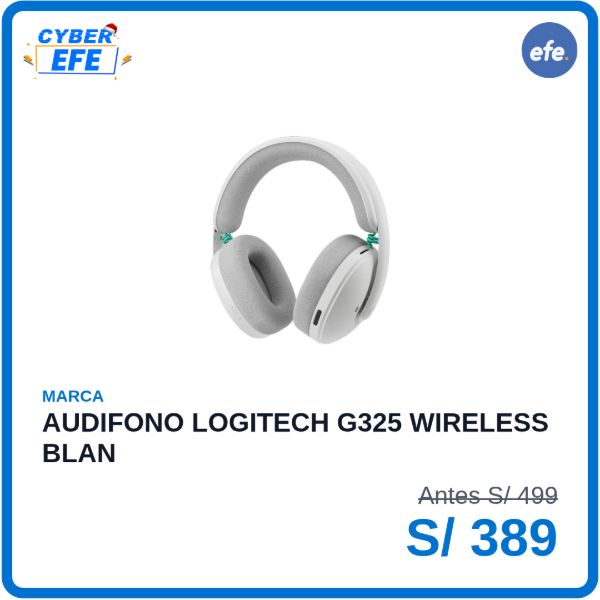 CYBER
EFE
efe.
MARCA
AUDIFONO LOGITECH G325 WIRELESS
BLAN
Antes S/ 499
S/ 389